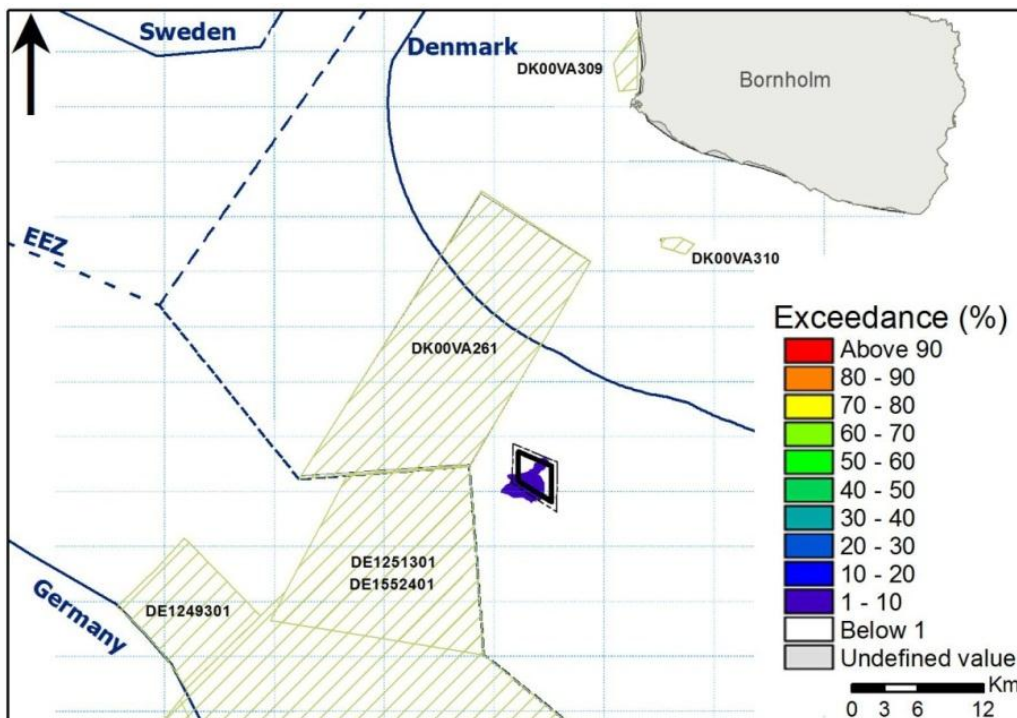 Sweden
Denmark
DK00VA309
Bornholm
EEZ
DK00VA310
DK00VA261
DE1251301
DE1552401
DE1249301
Germany
Exceedance (%)
Above 90
80 - 90
70 - 80
60 - 70
50 - 60
40 - 50
30 - 40
20 - 30
10 - 20
1 - 10
Below 1
Undefined value
Km
0 3 6 12